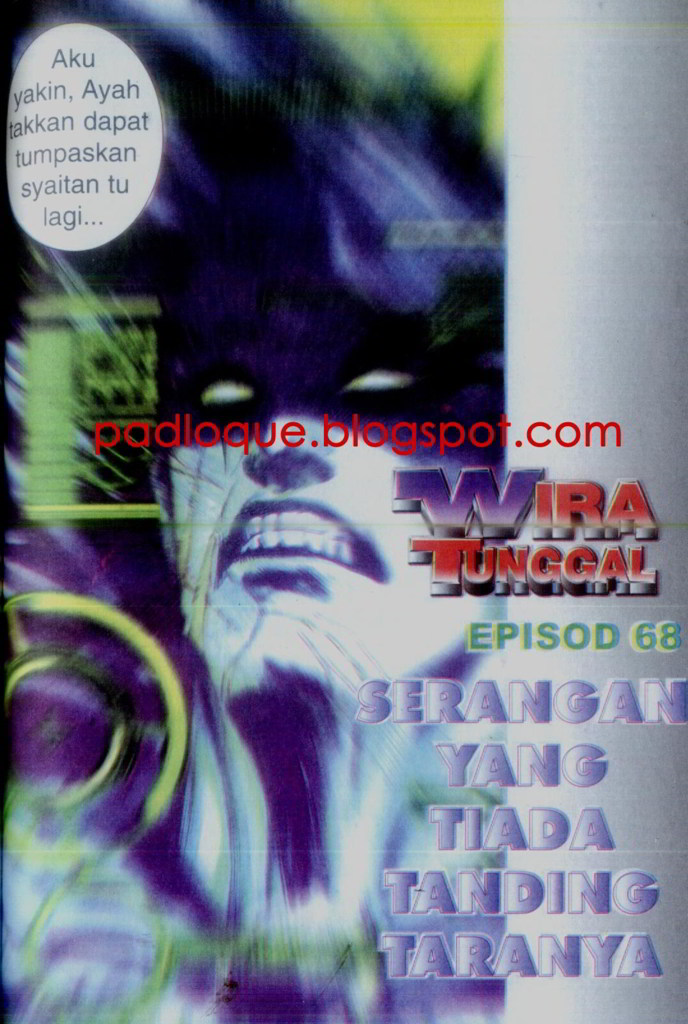 Aku
yakin, Ayah
takkan dapat
tumpaskan
syaitan tu
lagi...
padloque.blogspot.com
WIRA
TUNGGAL
EPISOD 68
SERANGAN
YANG
TIADA
TANDING
TARANYA